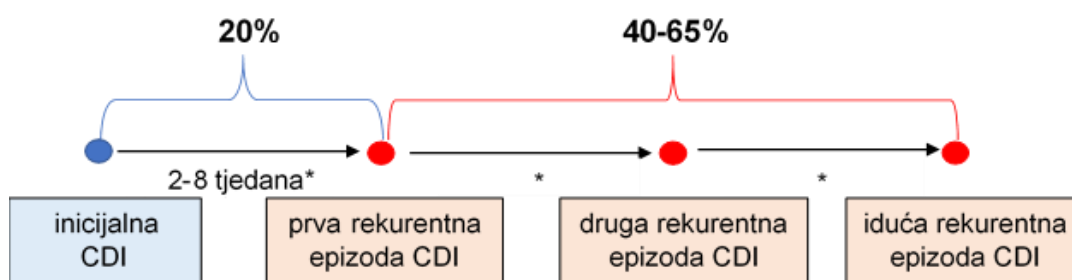 20%
40-65%
2-8 tjedana*
*
*
inicijalna
CDI
prva rekurentna
epizoda CDI
druga rekurentna
epizoda CDI
iduća rekurentna
epizoda CDI